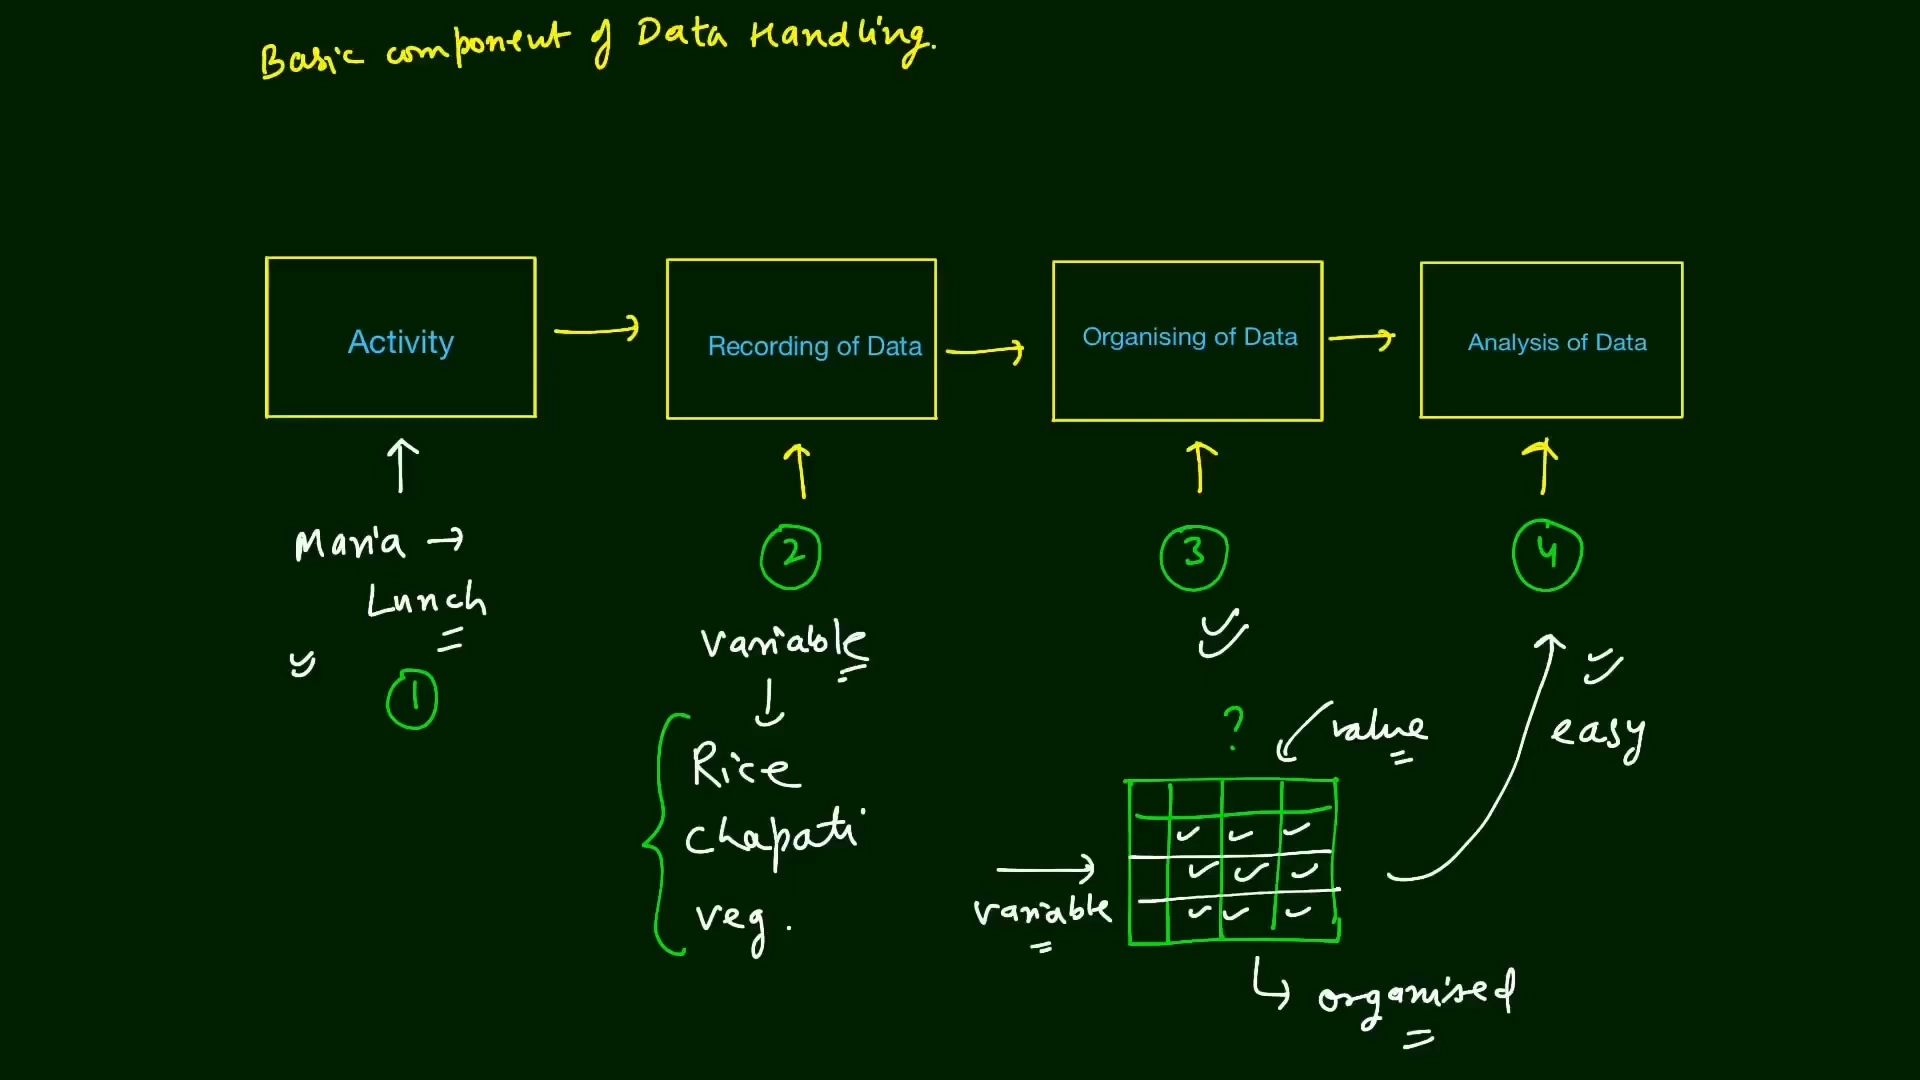 Basic component of Data Handling.
Activity
Recording of Data
Organising of Data
Analysis of Data
Maria →
Lunch
1
2
variable
Rice
chapati
veg.
3
?
value
variable
organised
4
easy